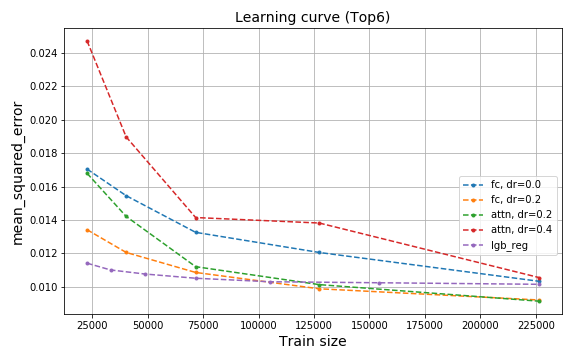 Learning curve (Top6)
mean_squared_error
0.024
0.022
0.020
0.018
0.016
0.014
0.012
0.010
fc, dr=0.0
fc, dr=0.2
attn, dr=0.2
attn, dr=0.4
lgb_reg
25000 50000 75000 100000 125000 150000 175000 200000 225000
Train size